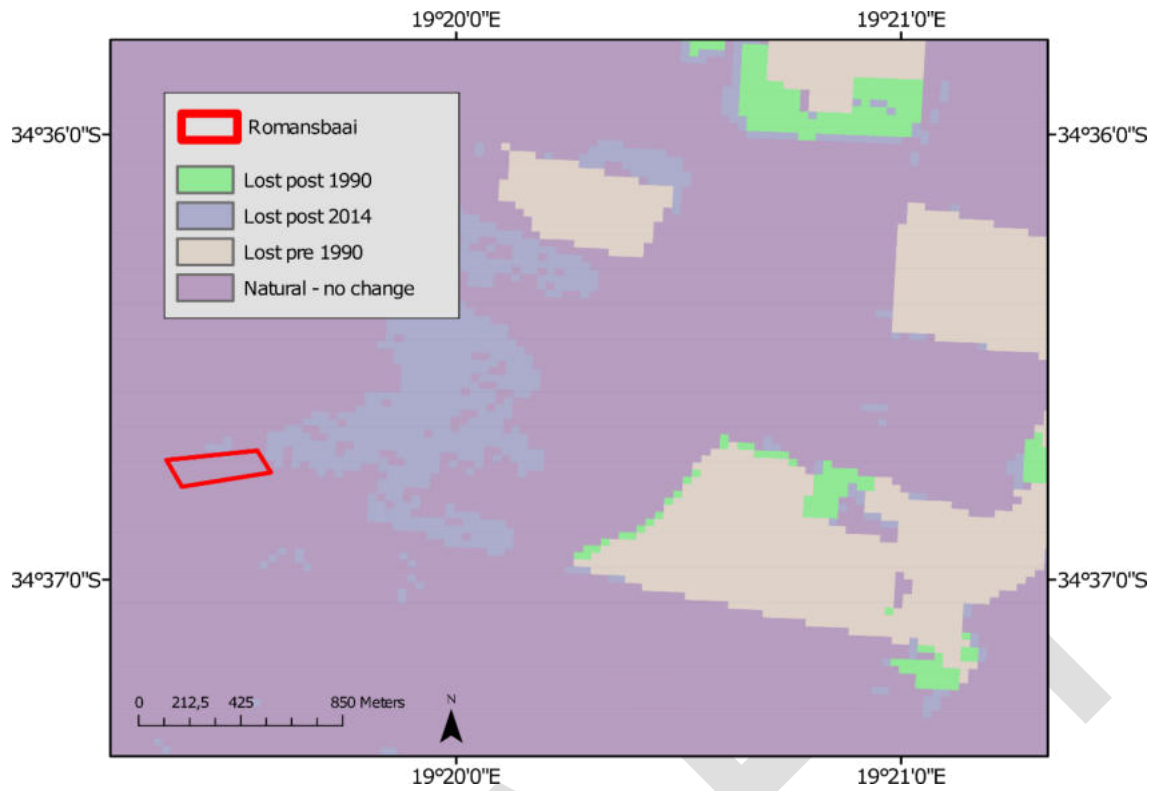 19°20'0"E 19°21'0"E
34°36'0"S 34°36'0"S
Romansbaai
Lost post 1990
Lost post 2014
Lost pre 1990
Natural - no change
34°37'0"S 34°37'0"S
0 212,5 425 850 Meters
N
19°20'0"E 19°21'0"E